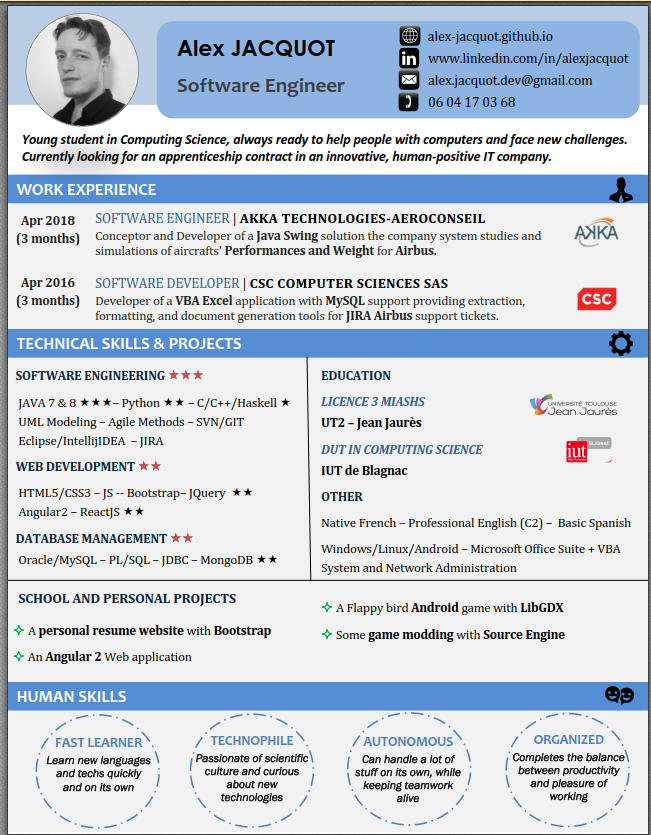 Alex JACQUOT
Software Engineer
alex-jacquot.github.io
www.linkedin.com/in/alexjacquot
alex.jacquot.dev@gmail.com
06 04 17 03 68
Young student in Computing Science, always ready to help people with computers and face new challenges.
Currently looking for an apprenticeship contract in an innovative, human-positive IT company.
WORK EXPERIENCE
Apr 2018
(3 months)
SOFTWARE ENGINEER | AKKA TECHNOLOGIES-AEROCONSEIL
Conceptor and Developer of a Java Swing solution the company system studies and
simulations of aircrafts' Performances and Weight for Airbus.
AKKA
Apr 2016
(3 months)
SOFTWARE DEVELOPER | CSC COMPUTER SCIENCES SAS
Developer of a VBA Excel application with MySQL support providing extraction,
formatting, and document generation tools for JIRA Airbus support tickets.
CSC
TECHNICAL SKILLS & PROJECTS
SOFTWARE ENGINEERING ★★★
JAVA 7 & 8 ★★★– Python ★★ – C/C++/Haskell ★
UML Modeling – Agile Methods – SVN/GIT
Eclipse/IntellijIDEA – JIRA
WEB DEVELOPMENT ★★
HTML5/CSS3 – JS -- Bootstrap– JQuery ★★
Angular2 – ReactJS ★★
DATABASE MANAGEMENT ★★
Oracle/MySQL – PL/SQL – JDBC – MongoDB ★★
EDUCATION
LICENCE 3 MIASHS
UT2 – Jean Jaurès
UNIVERSITÉ TOULOUSE
Jean Jaurès
DUT IN COMPUTING SCIENCE
IUT de Blagnac
iut
BLAGNAC
OTHER
Native French – Professional English (C2) – Basic Spanish
Windows/Linux/Android – Microsoft Office Suite + VBA
System and Network Administration
SCHOOL AND PERSONAL PROJECTS
A personal resume website with Bootstrap
An Angular 2 Web application
A Flappy bird Android game with LibGDX
Some game modding with Source Engine
HUMAN SKILLS
FAST LEARNER
Learn new languages
and techs quickly
and on its own
TECHNOPHILE
Passionate of scientific
culture and curious
about new
technologies
AUTONOMOUS
Can handle a lot of
stuff on its own, while
keeping teamwork
alive
ORGANIZED
Completes the balance
between productivity
and pleasure of
working